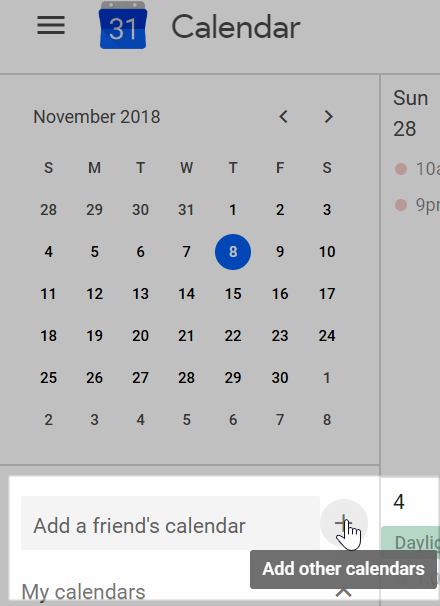 31 Calendar
November 2018
S M T W T F S
28 29 30 31 1 2 3
4 5 6 7 8 9 10
11 12 13 14 15 16 17
18 19 20 21 22 23 24
25 26 27 28 29 30 1
2 3 4 5 6 7 8
Sun
28
10a
9pm
4
Add a friend's calendar
Add other calendars
My calendars